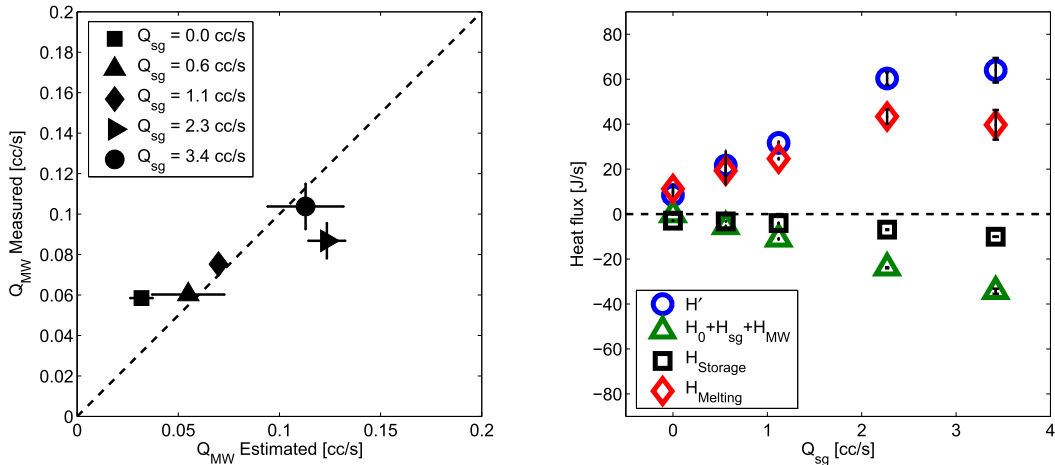 0.2
0.18
0.16
0.14
0.12
0.1
0.08
0.06
0.04
0.02
0
Q_MW Measured [cc/s]
Q_sg = 0.0 cc/s
Q_sg = 0.6 cc/s
Q_sg = 1.1 cc/s
Q_sg = 2.3 cc/s
Q_sg = 3.4 cc/s
0 0.05 0.1 0.15 0.2
Q_MW Estimated [cc/s]
80
60
40
20
0
−20
−40
−60
−80
Heat flux [J/s]
H′
H_0+H_sg+H_MW
H_Storage
H_Melting
0 1 2 3 4
Q_sg [cc/s]